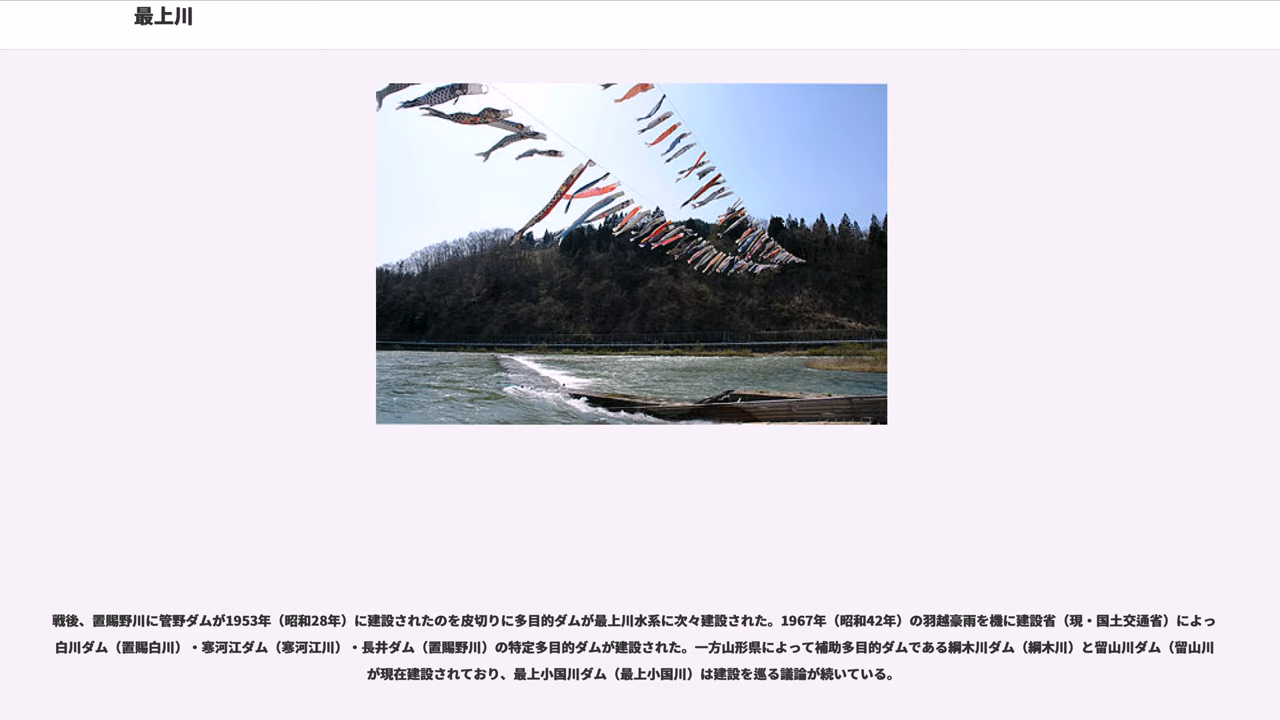 最上川
戦後、置賜野川に管野ダムが1953年（昭和28年）に建設されたのを皮切りに多目的ダムが最上川水系に次々建設された。1967年（昭和42年）の羽越豪雨を機に建設省（現・国土交通省）によっ
白川ダム（置賜白川）・寒河江ダム（寒河江川）・長井ダム（置賜野川）の特定多目的ダムが建設された。一方山形県によって補助多目的ダムである綱木川ダム（綱木川）と留山川ダム（留山川
が現在建設されており、最上小国川ダム（最上小国川）は建設を巡る議論が続いている。